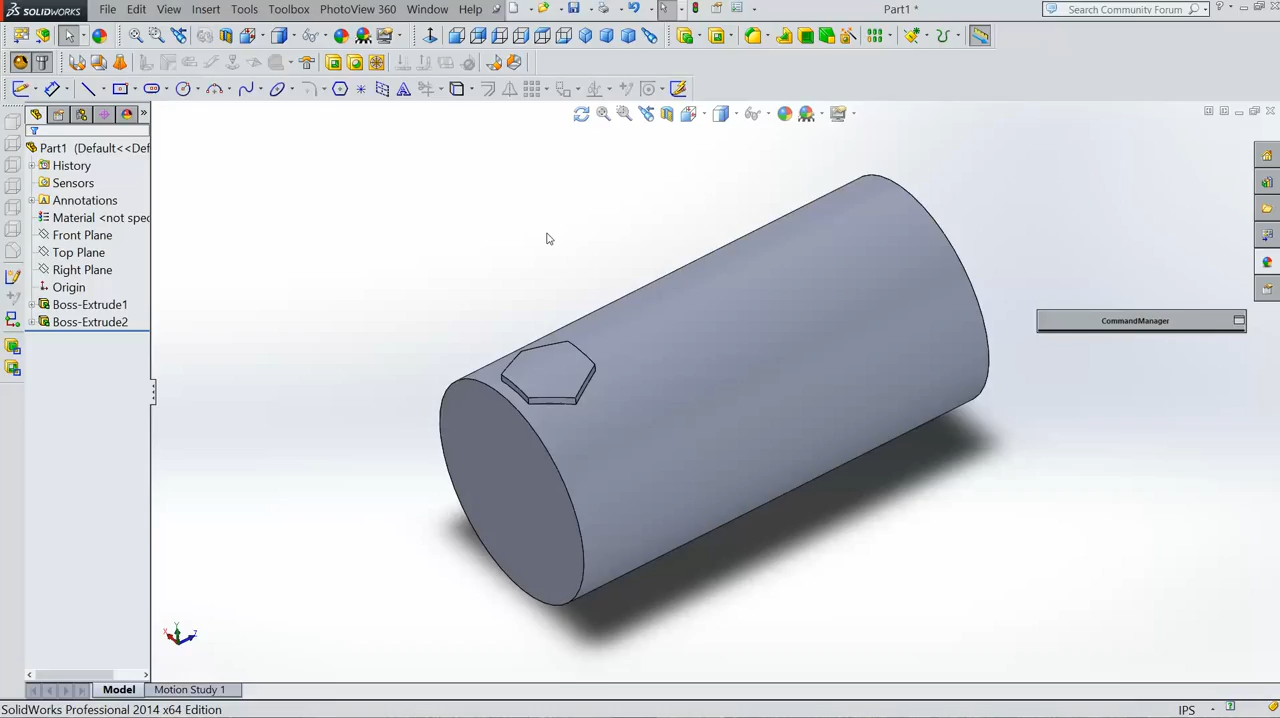 SOLIDWORKS File Edit View Insert Tools Toolbox PhotoView 360 Window Help Part1 * Search Community Forum
Part1 (Default<<Def
History
Sensors
Annotations
Material <not spec
Front Plane
Top Plane
Right Plane
Origin
Boss-Extrude1
Boss-Extrude2
CommandManager
Y
X Z
Model Motion Study 1
SolidWorks Professional 2014 x64 Edition IPS